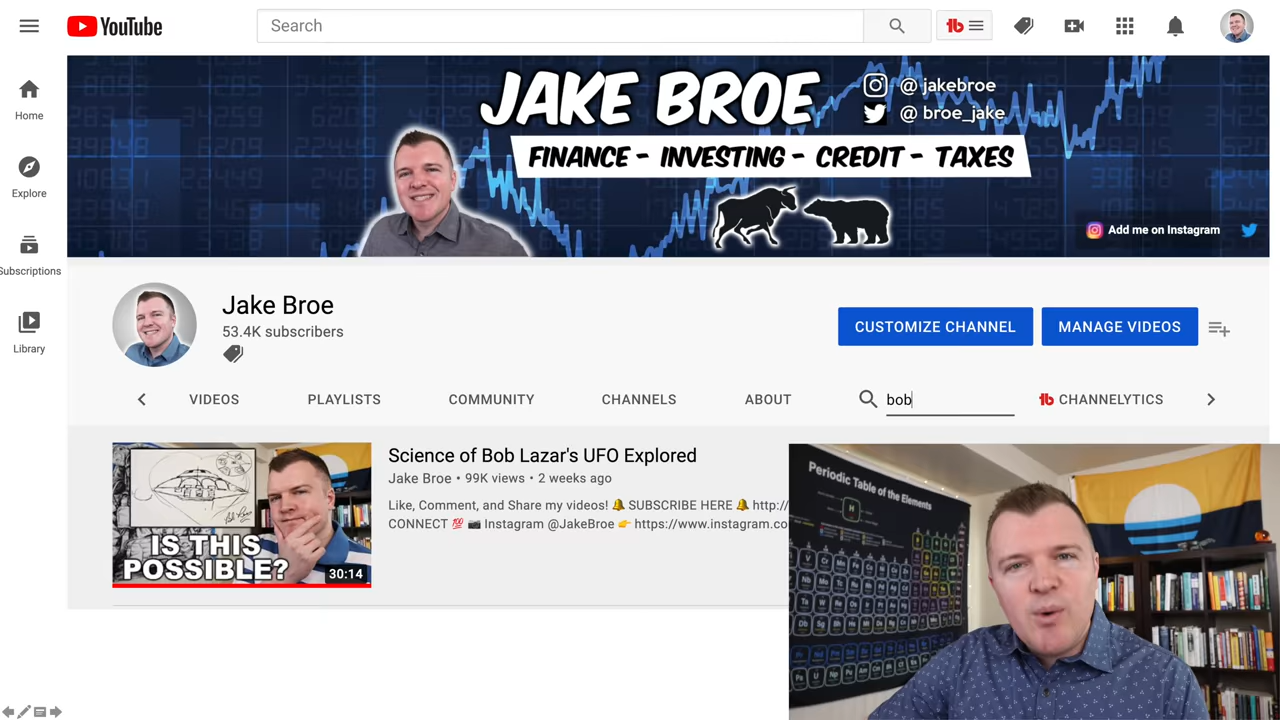 YouTube
Search
JAKE BROE
@ jakebroe
@ broe_jake
FINANCE - INVESTING - CREDIT - TAXES
Add me on Instagram
Home
Explore
Subscriptions
Library
Jake Broe
53.4K subscribers
CUSTOMIZE CHANNEL
MANAGE VIDEOS
VIDEOS
PLAYLISTS
COMMUNITY
CHANNELS
ABOUT
bob
CHANNELYTICS
IS THIS
POSSIBLE?
30:14
Science of Bob Lazar's UFO Explored
Jake Broe • 99K views • 2 weeks ago
Like, Comment, and Share my videos! 🔔 SUBSCRIBE HERE 🔔 http:/
CONNECT 💯 📷 Instagram @JakeBroe 👉 https://www.instagram.co
Periodic Table of the Elements
H